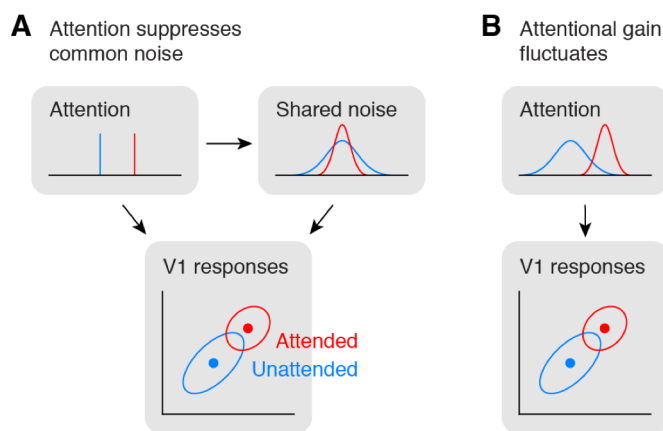 A Attention suppresses
common noise
Attention
Shared noise
V1 responses
Attended
Unattended
B Attentional gain
fluctuates
Attention
V1 responses